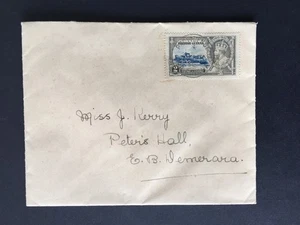 Miss J. Kerry
Peter's Hall,
E. B. Demerara.